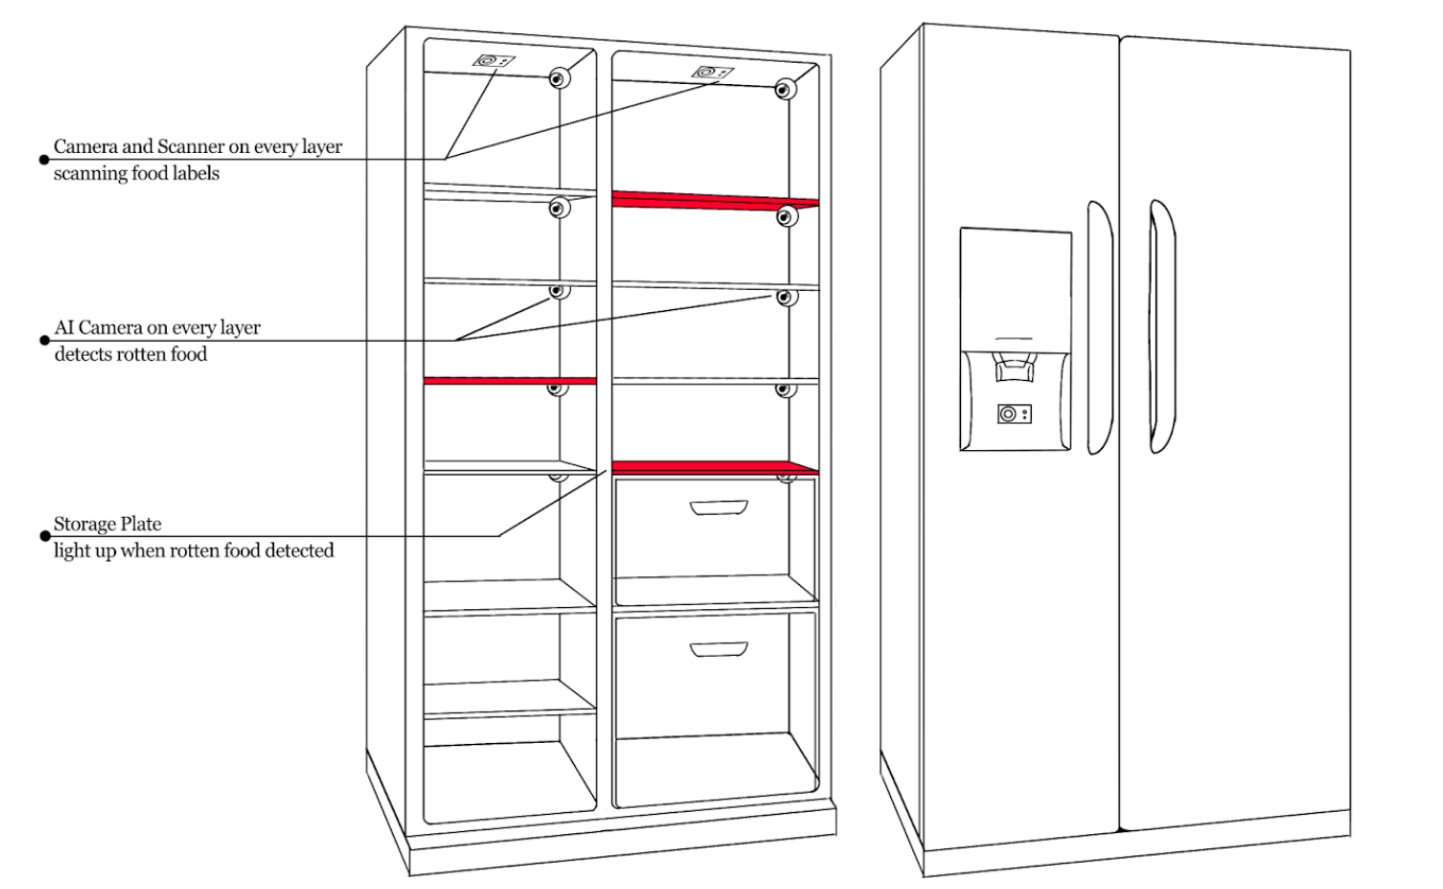 Camera and Scanner on every layer
scanning food labels
AI Camera on every layer
detects rotten food
Storage Plate
light up when rotten food detected